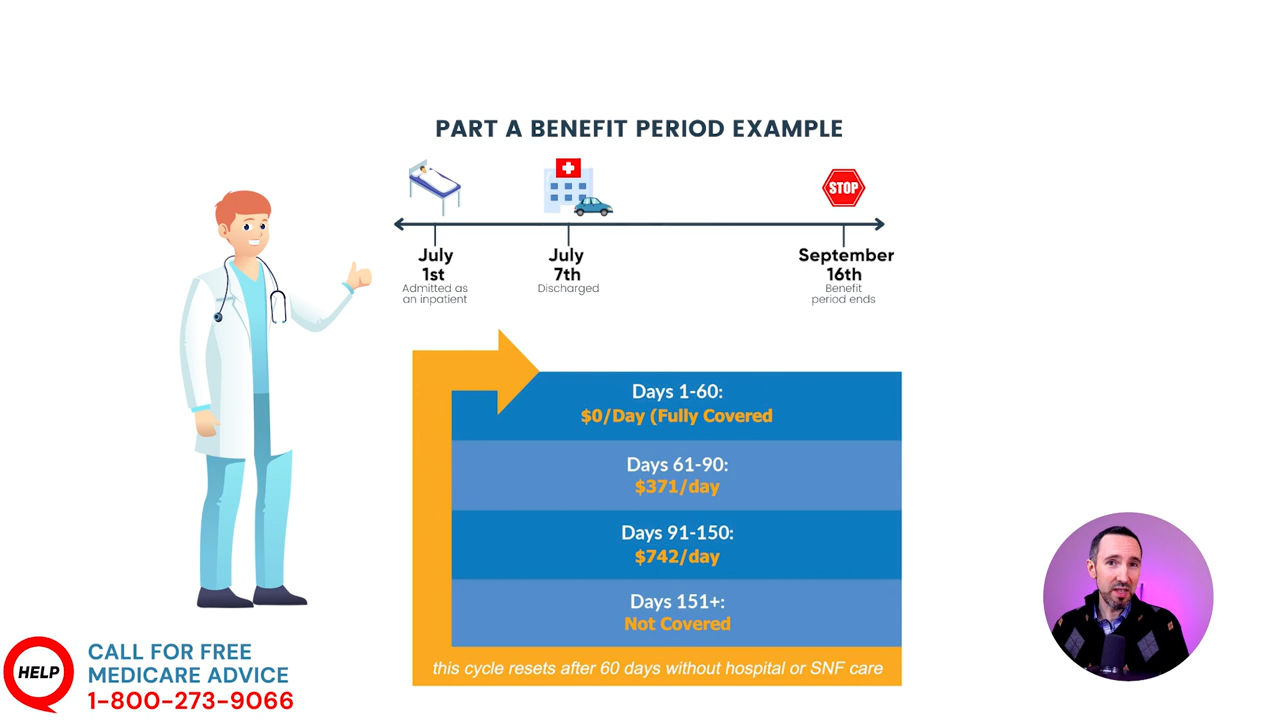 PART A BENEFIT PERIOD EXAMPLE
STOP
July
1st
Admitted as
an inpatient
July
7th
Discharged
September
16th
Benefit
period ends
Days 1-60:
$0/Day (Fully Covered
Days 61-90:
$371/day
Days 91-150:
$742/day
Days 151+:
Not Covered
this cycle resets after 60 days without hospital or SNF care
HELP
CALL FOR FREE
MEDICARE ADVICE
1-800-273-9066